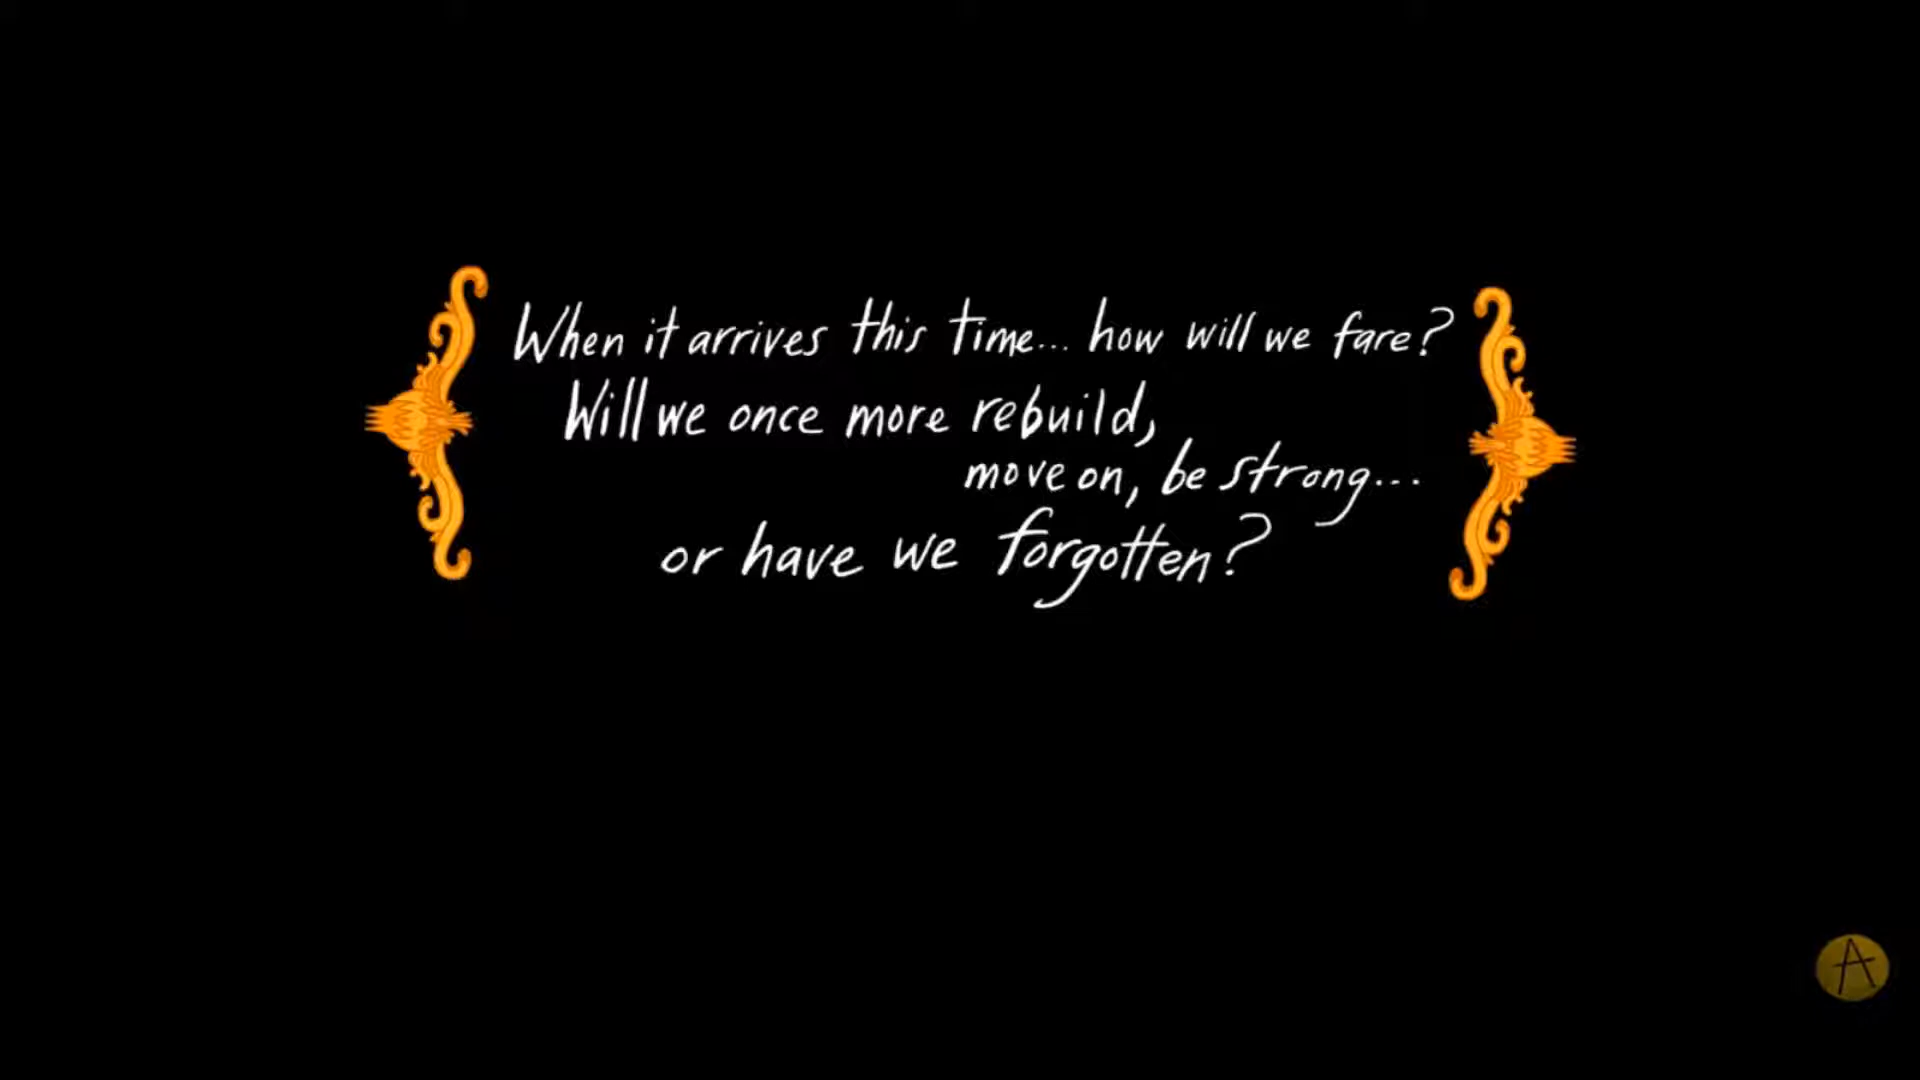 When it arrives this time... how will we fare?
Will we once more rebuild,
move on, be strong...
or have we forgotten?
A